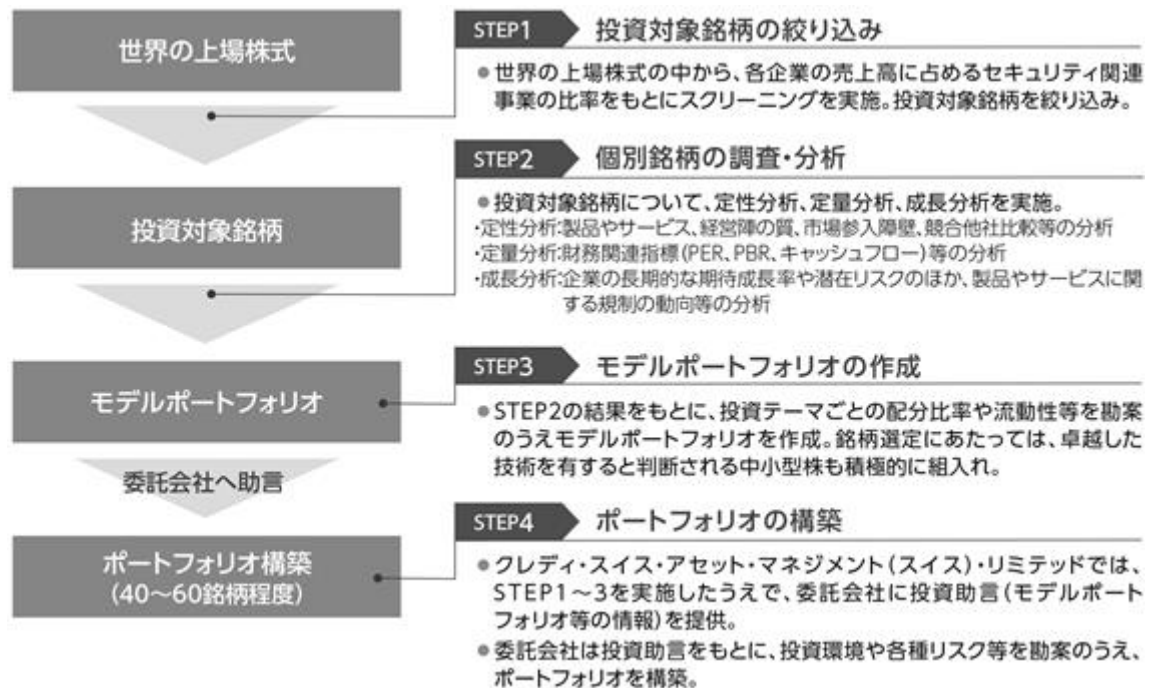 世界の上場株式
STEP1 投資対象銘柄の絞り込み
●世界の上場株式の中から、各企業の売上高に占めるセキュリティ関連
事業の比率をもとにスクリーニングを実施。投資対象銘柄を絞り込み。
投資対象銘柄
STEP2 個別銘柄の調査・分析
●投資対象銘柄について、定性分析、定量分析、成長分析を実施。
・定性分析:製品やサービス、経営陣の質、市場参入障壁、競合他社比較等の分析
・定量分析:財務関連指標(PER、PBR、キャッシュフロー)等の分析
・成長分析:企業の長期的な期待成長率や潜在リスクのほか、製品やサービスに関
する規制の動向等の分析
モデルポートフォリオ
STEP3 モデルポートフォリオの作成
●STEP2の結果をもとに、投資テーマごとの配分比率や流動性等を勘案
のうえモデルポートフォリオを作成。銘柄選定にあたっては、卓越した
技術を有すると判断される中小型株も積極的に組入れ。
委託会社へ助言
ポートフォリオ構築
(40～60銘柄程度)
STEP4 ポートフォリオの構築
●クレディ・スイス・アセット・マネジメント(スイス)・リミテッドでは、
STEP1～3を実施したうえで、委託会社に投資助言(モデルポート
フォリオ等の情報)を提供。
●委託会社は投資助言をもとに、投資環境や各種リスク等を勘案のうえ、
ポートフォリオを構築。